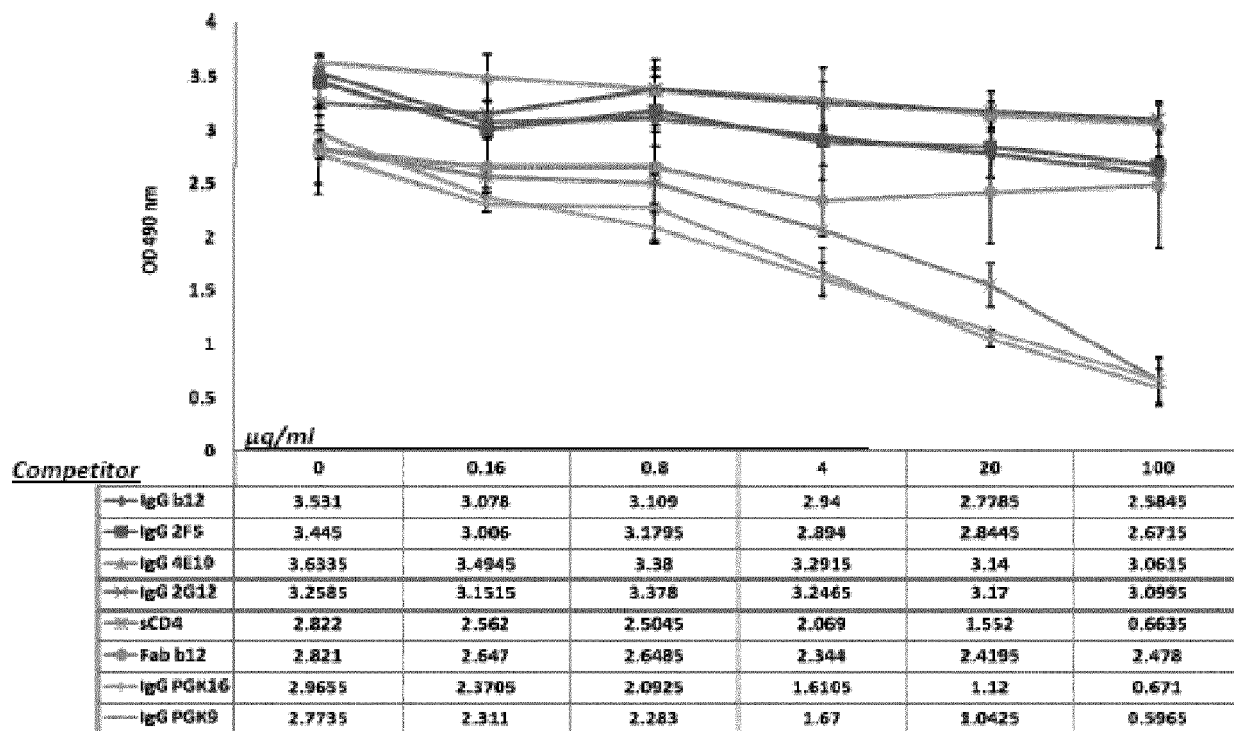 4
3.5
3
2.5
2
1.5
1
0.5
0
OD 490 nm
µg/ml
Competitor 0 0.16 0.8 4 20 100
IgG b12 3.531 3.078 3.109 2.94 2.7785 2.5845
IgG 2F5 3.445 3.006 3.1795 2.894 2.8445 2.6715
IgG 4E10 3.6335 3.4945 3.38 3.2915 3.14 3.0615
IgG 2G12 3.2585 3.1515 3.378 3.2465 3.17 3.0995
sCD4 2.822 2.562 2.5045 2.069 1.552 0.6635
Fab b12 2.821 2.647 2.6485 2.344 2.4195 2.478
IgG PGK16 2.9655 2.3705 2.0925 1.6105 1.12 0.671
IgG PGK9 2.7735 2.311 2.283 1.67 1.0425 0.5965